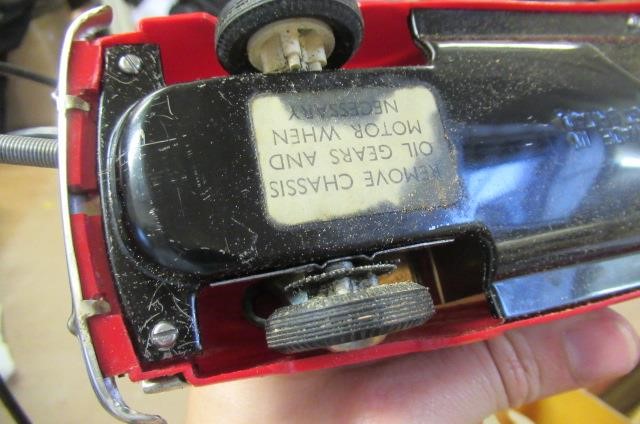 REMOVE CHASSIS
OIL GEARS AND
MOTOR WHEN
NECESSARY